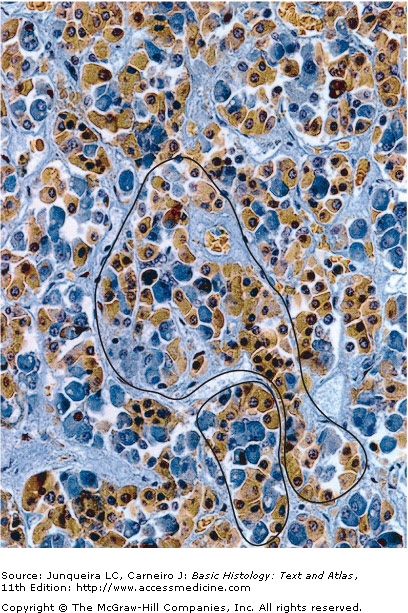 Source: Junqueira LC, Carneiro J: Basic Histology: Text and Atlas,
11th Edition: http://www.accessmedicine.com
Copyright © The McGraw-Hill Companies, Inc. All rights reserved.